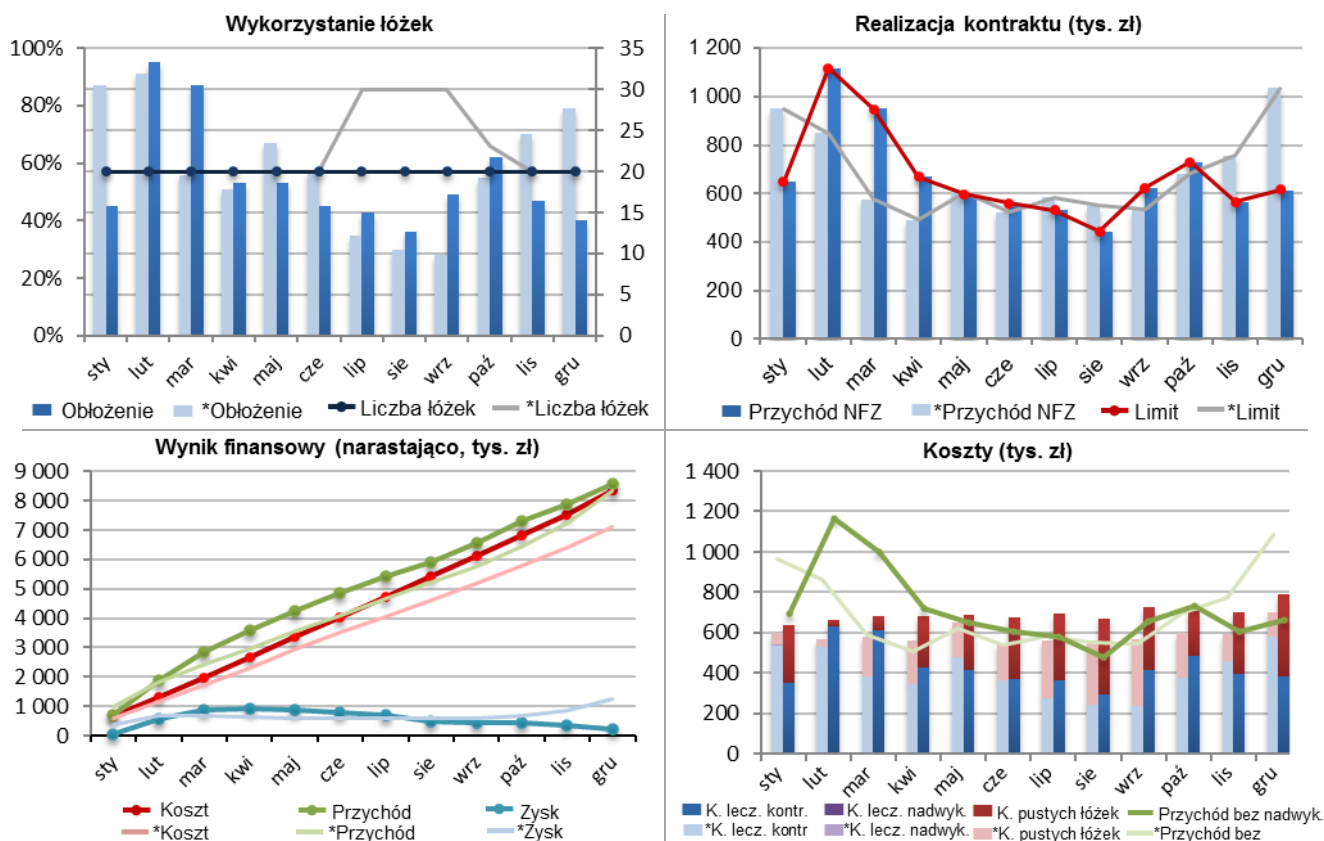 Wykorzystanie łóżek
100%
80%
60%
40%
20%
0%
35
30
25
20
15
10
5
0
sty lut mar kwi maj cze lip sie wrz paź lis gru
Obłożenie *Obłożenie Liczba łóżek *Liczba łóżek
Realizacja kontraktu (tys. zł)
1 200
1 000
800
600
400
200
0
sty lut mar kwi maj cze lip sie wrz paź lis gru
Przychód NFZ *Przychód NFZ Limit *Limit
Wynik finansowy (narastająco, tys. zł)
9 000
8 000
7 000
6 000
5 000
4 000
3 000
2 000
1 000
0
sty lut mar kwi maj cze lip sie wrz paź lis gru
Koszt Przychód Zysk
*Koszt *Przychód *Zysk
Koszty (tys. zł)
1 400
1 200
1 000
800
600
400
200
0
sty lut mar kwi maj cze lip sie wrz paź lis gru
K. lecz. kontr. K. lecz. nadwyk. K. pustych łóżek Przychód bez nadwyk.
*K. lecz. kontr *K. lecz. nadwyk. *K. pustych łóżek *Przychód bez